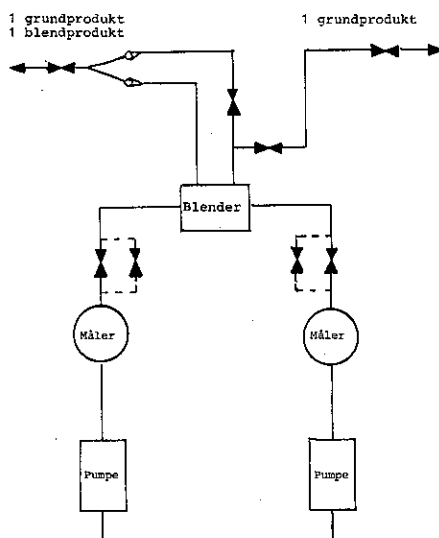 1 grundprodukt
1 blendprodukt
1 grundprodukt
Blender
Måler
Måler
Pumpe
Pumpe